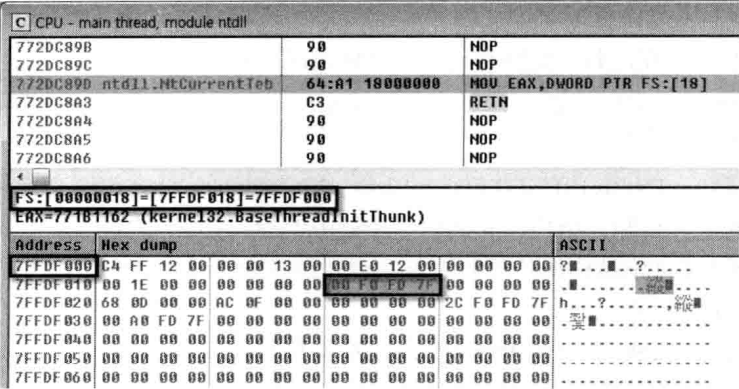 C CPU - main thread, module ntdll
772DC89B 90 NOP
772DC89C 90 NOP
772DC89D ntdll.NtCurrentTeb 64:A1 18000000 MOV EAX,DWORD PTR FS:[18]
772DC8A3 C3 RETN
772DC8A4 90 NOP
772DC8A5 90 NOP
772DC8A6 90 NOP
FS:[00000018]=[7FFDF018]=7FFDF000
EAX=771B1162 (kernel32.BaseThreadInitThunk)
Address Hex dump ASCII
7FFDF000 C4 FF 12 00 00 00 13 00 00 E0 12 00 00 00 00 00 ?...?.....
7FFDF010 00 1E 00 00 00 00 00 00 00 F0 FD 7F 00 00 00 00
7FFDF020 68 0D 00 00 AC 0F 00 00 00 00 00 00 2C F0 FD 7F h...?.......,
7FFDF030 00 A0 FD 7F 00 00 00 00 00 00 00 00 00 00 00 00
7FFDF040 00 00 00 00 00 00 00 00 00 00 00 00 00 00 00 00 ................
7FFDF050 00 00 00 00 00 00 00 00 00 00 00 00 00 00 00 00 ................
7FFDF060 00 00 00 00 00 00 00 00 00 00 00 00 00 00 00 00 ................